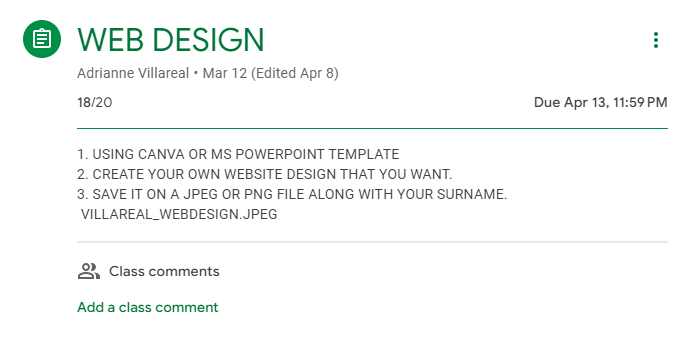 WEB DESIGN
Adrianne Villareal • Mar 12 (Edited Apr 8)
18/20 Due Apr 13, 11:59 PM
1. USING CANVA OR MS POWERPOINT TEMPLATE
2. CREATE YOUR OWN WEBSITE DESIGN THAT YOU WANT.
3. SAVE IT ON A JPEG OR PNG FILE ALONG WITH YOUR SURNAME.
VILLAREAL_WEBDESIGN.JPEG
Class comments
Add a class comment